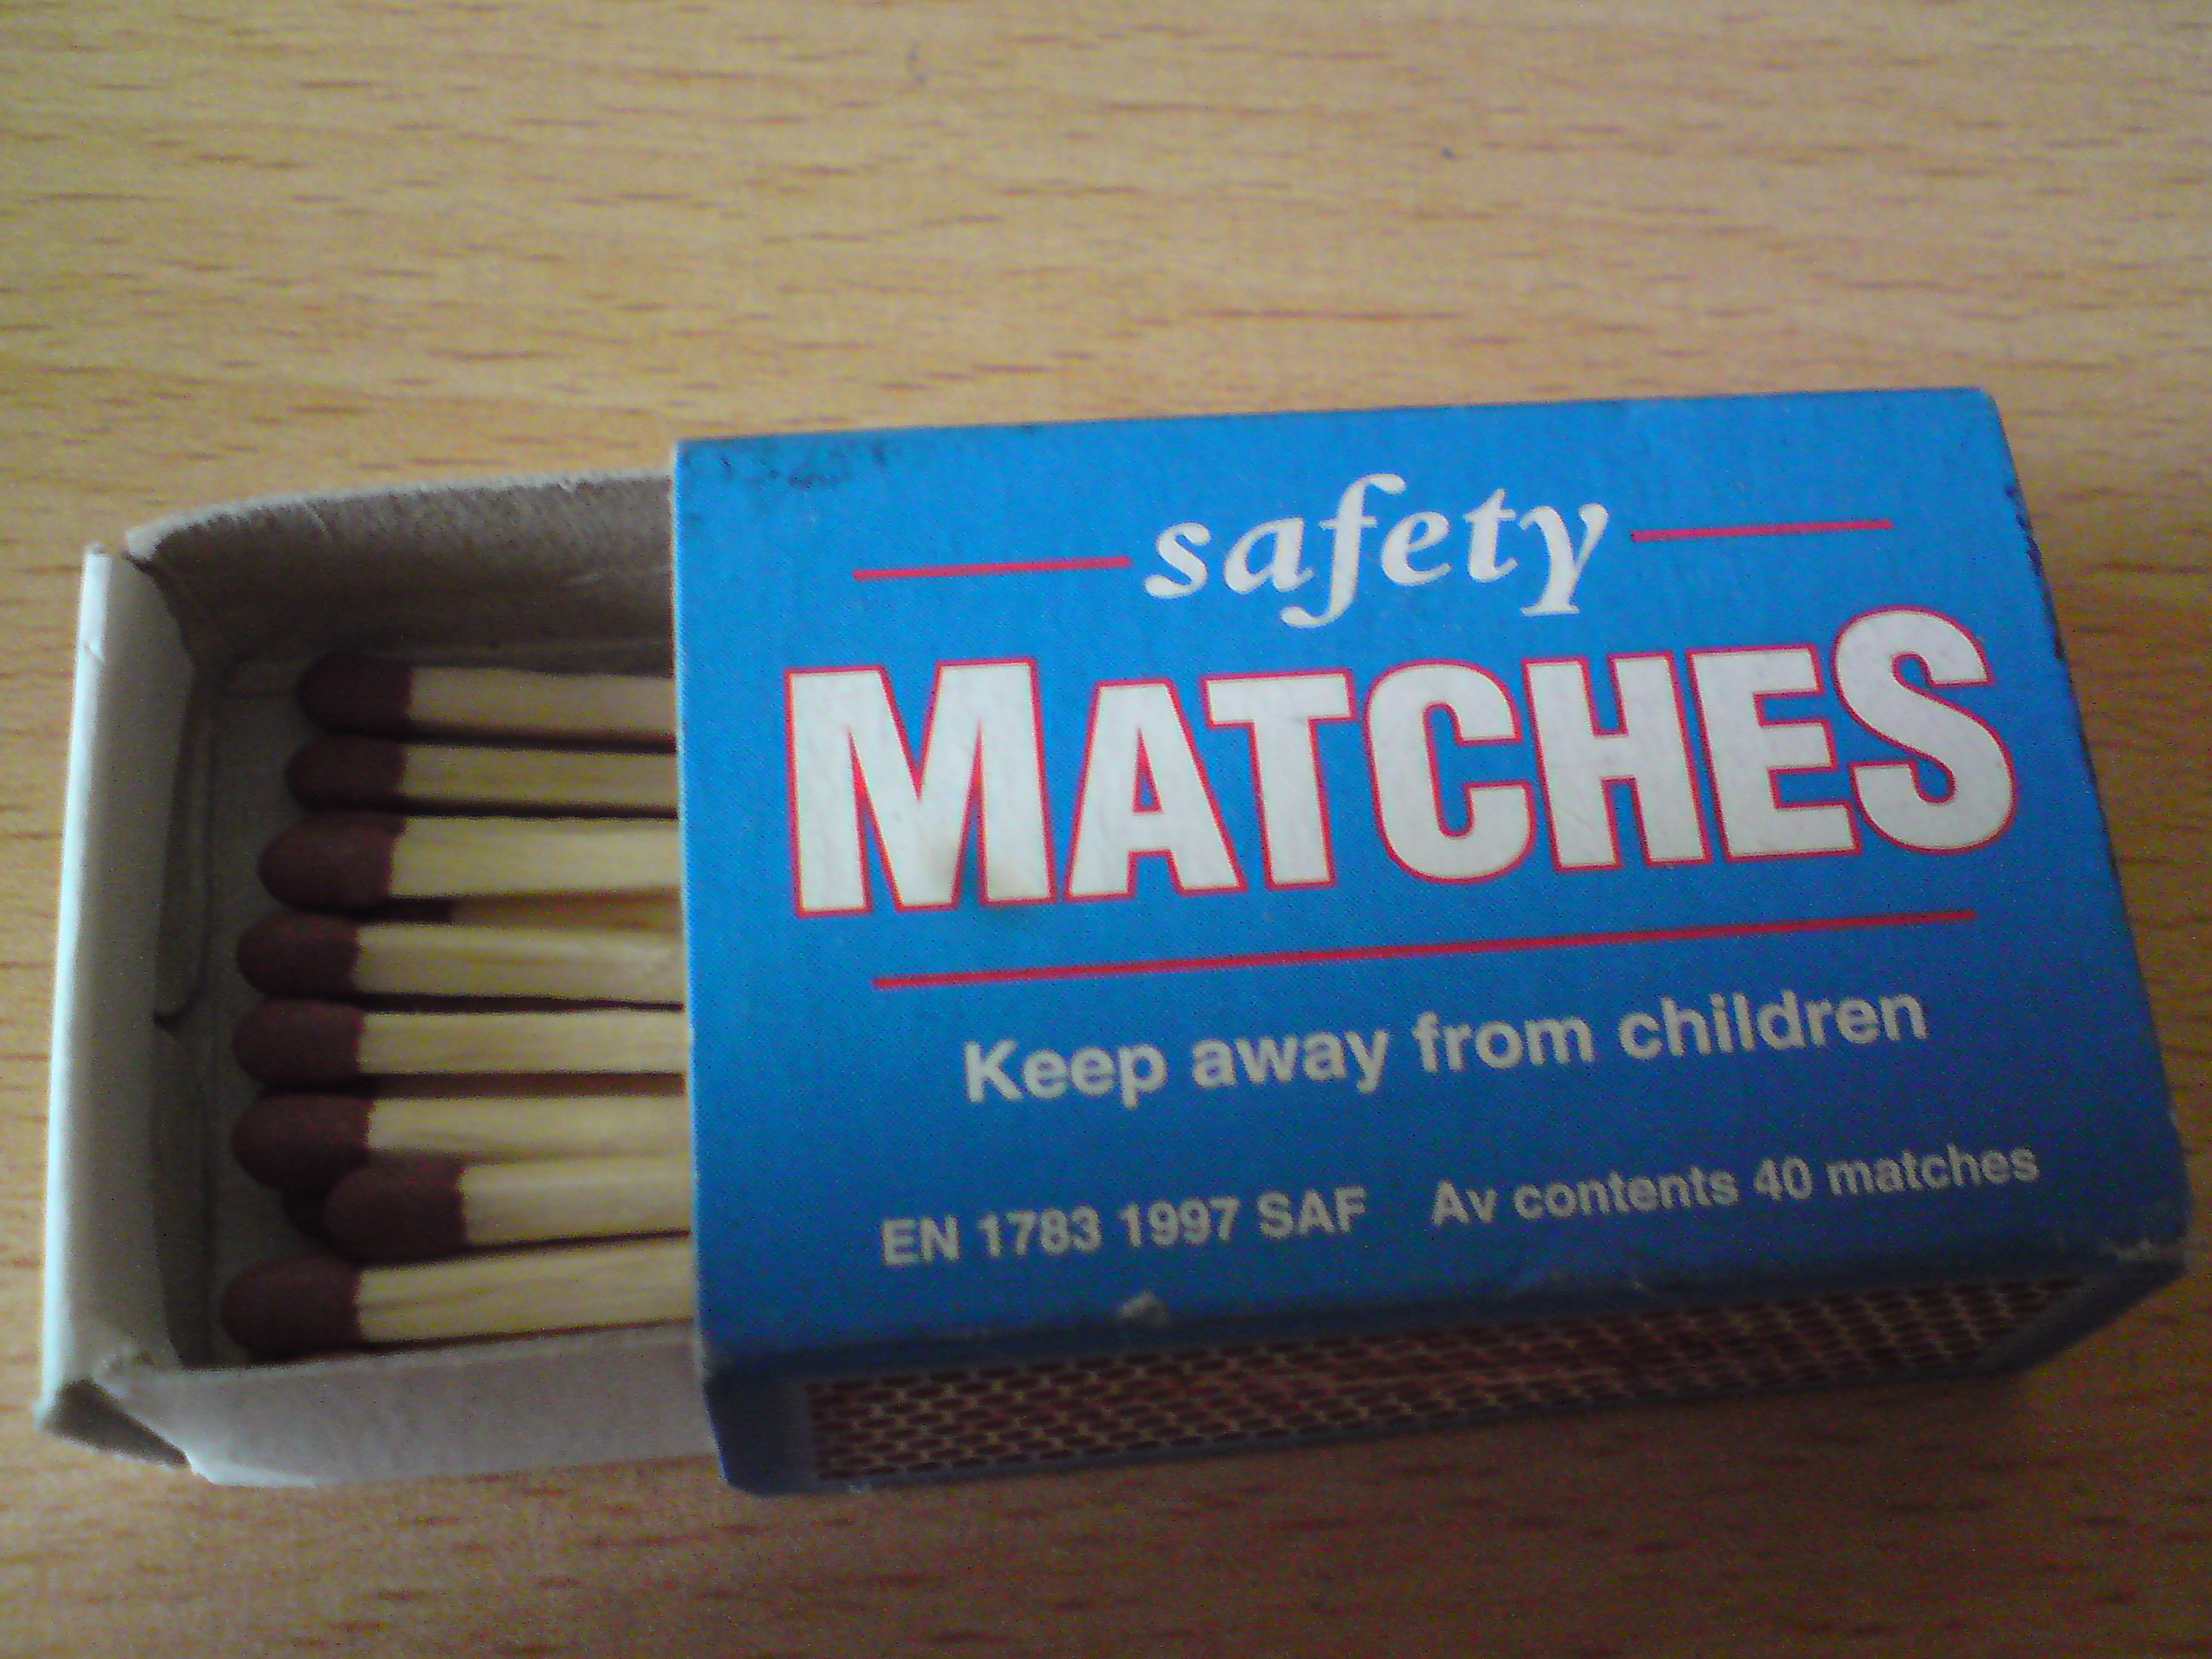 safety
MATCHES
Keep away from children
EN 1783 1997 SAF Av contents 40 matches